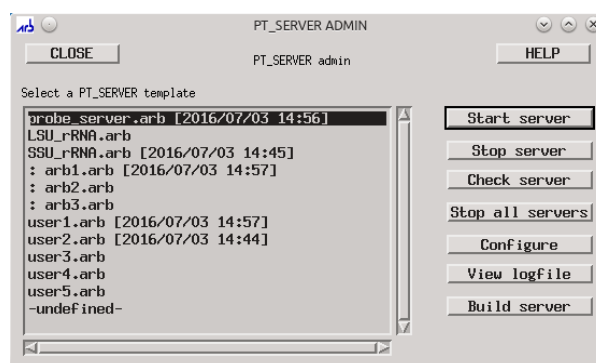 arb
PT_SERVER ADMIN
CLOSE
PT_SERVER admin
HELP
Select a PT_SERVER template
probe_server.arb [2016/07/03 14:56]
LSU_rRNA.arb
SSU_rRNA.arb [2016/07/03 14:45]
: arb1.arb [2016/07/03 14:57]
: arb2.arb
: arb3.arb
user1.arb [2016/07/03 14:57]
user2.arb [2016/07/03 14:44]
user3.arb
user4.arb
user5.arb
-undefined-
Start server
Stop server
Check server
Stop all servers
Configure
View logfile
Build server